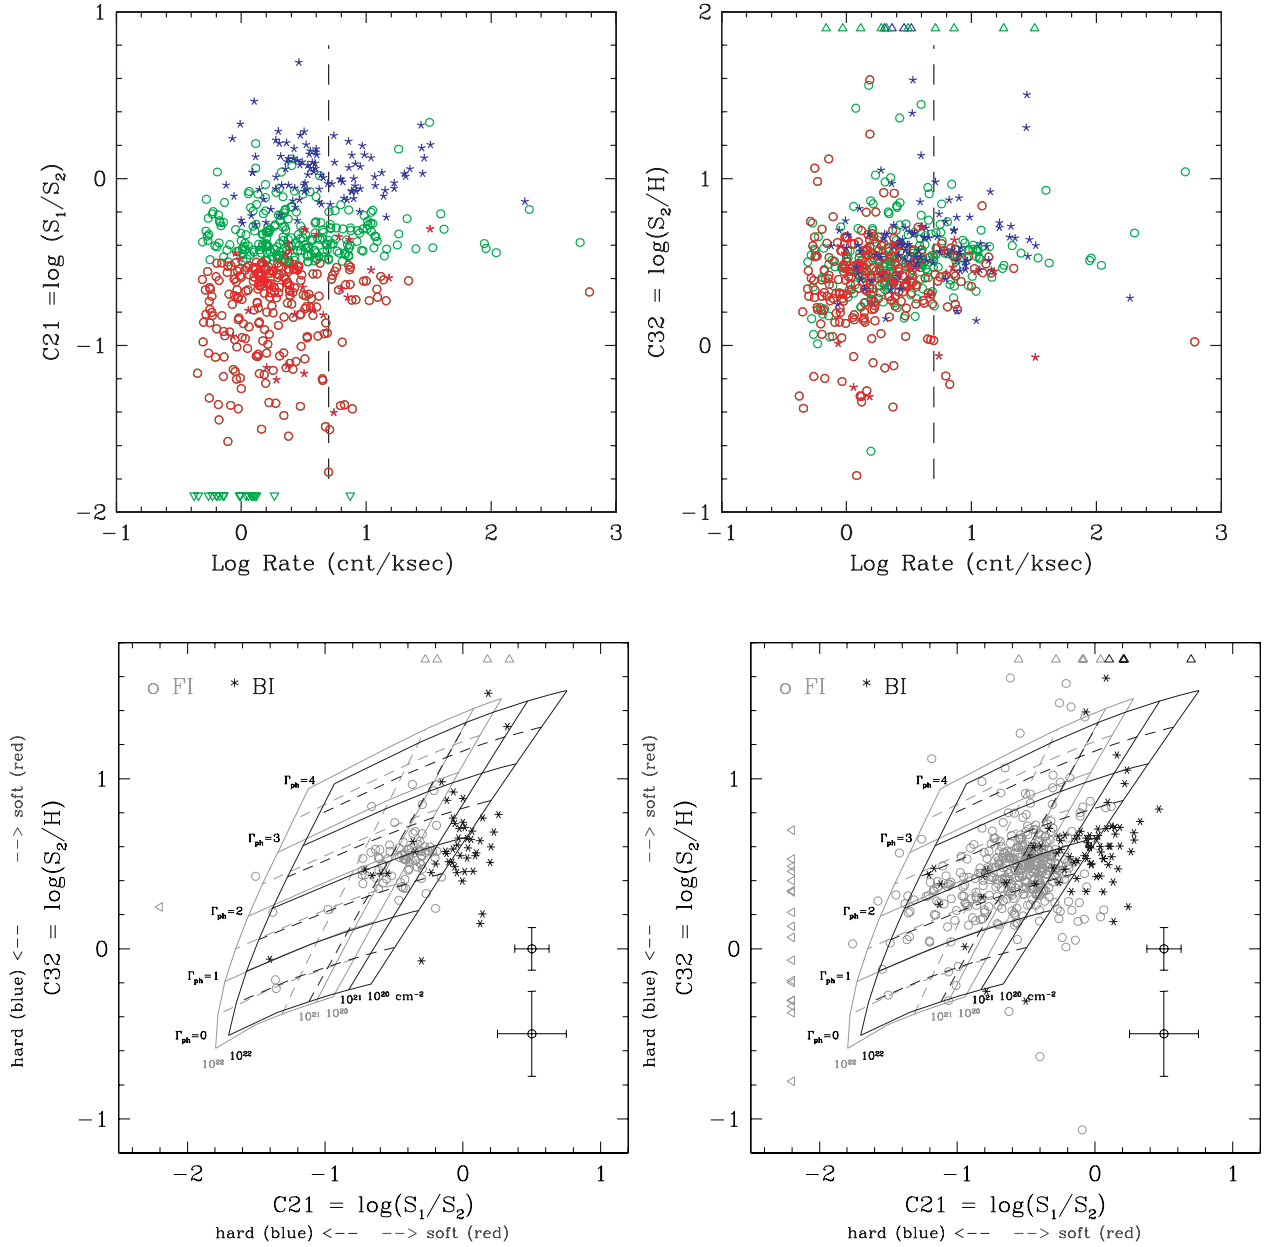 1
0
−1
−2
C21 =log (S₁/S₂)
−1
0
1
2
3
Log Rate (cnt/ksec)
2
1
0
−1
C32 = log(S₂/H)
−1
0
1
2
3
Log Rate (cnt/ksec)
FI
BI
Γph=4
Γph=3
Γph=2
Γph=1
Γph=0
10²²
10²²
10²¹
10²⁰
10²¹
10²⁰ cm⁻²
1
0
−1
C32 = log(S₂/H)
hard (blue) <−− −−> soft (red)
−2
−1
0
1
C21 = log(S₁/S₂)
hard (blue) <−− −−> soft (red)
FI
BI
Γph=4
Γph=3
Γph=2
Γph=1
Γph=0
10²²
10²²
10²¹
10²⁰
10²¹
10²⁰ cm⁻²
1
0
−1
C32 = log(S₂/H)
hard (blue) <−− −−> soft (red)
−2
−1
0
1
C21 = log(S₁/S₂)
hard (blue) <−− −−> soft (red)